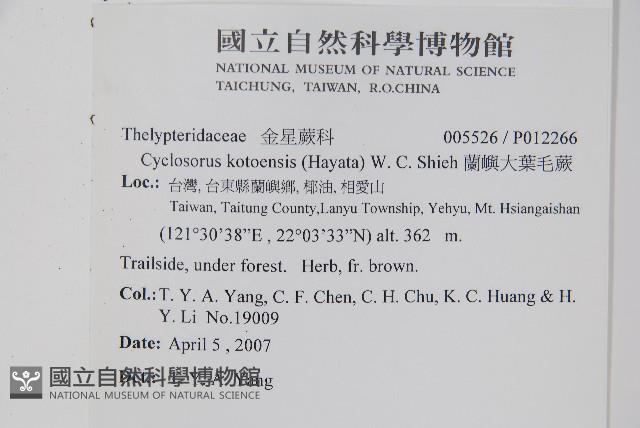 國立自然科學博物館
NATIONAL MUSEUM OF NATURAL SCIENCE
TAICHUNG, TAIWAN, R.O.CHINA
Thelypteridaceae 金星蕨科 005526 / P012266
Cyclosorus kotoensis (Hayata) W. C. Shieh 蘭嶼大葉毛蕨
Loc.: 台灣, 台東縣蘭嶼鄉, 椰油, 相愛山
Taiwan, Taitung County,Lanyu Township, Yehyu, Mt. Hsiangaishan
(121°30'38”E , 22°03'33”N) alt. 362 m.
Trailside, under forest. Herb, fr. brown.
Col.: T. Y. A. Yang, C. F. Chen, C. H. Chu, K. C. Huang & H.
Y. Li No.19009
Date: April 5 , 2007
Yang
國立自然科學博物館
NATIONAL MUSEUM OF NATURAL SCIENCE